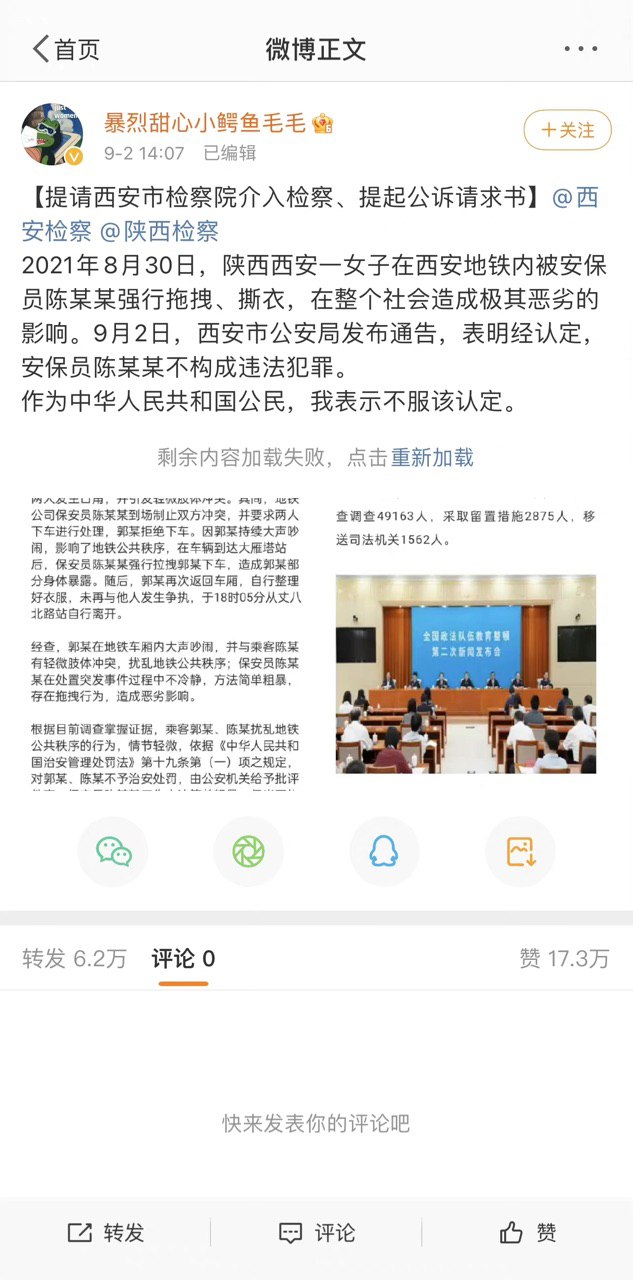 首页
微博正文
just women
暴烈甜心小鳄鱼毛毛
9-2 14:07 已编辑
+关注
【提请西安市检察院介入检察、提起公诉请求书】@西
安检察 @陕西检察
2021年8月30日，陕西西安一女子在西安地铁内被安保
员陈某某强行拖拽、撕衣，在整个社会造成极其恶劣的
影响。9月2日，西安市公安局发布通告，表明经认定，
安保员陈某某不构成违法犯罪。
作为中华人民共和国公民，我表示不服该认定。
剩余内容加载失败，点击重新加载
两人发生口角，并引发轻微肢体冲突。其间，地铁
公司保安员陈某某到场制止双方冲突，并要求两人
下车进行处理，郭某拒绝下车。因郭某持续大声吵
闹，影响了地铁公共秩序，在车辆到达大雁塔站
后，保安员陈某某强行拉拽郭某下车，造成郭某部
分身体暴露。随后，郭某再次返回车厢，自行整理
好衣服，未再与他人发生争执，于18时05分从丈八
北路站自行离开。
经查，郭某在地铁车厢内大声吵闹，并与乘客陈某
有轻微肢体冲突，扰乱地铁公共秩序；保安员陈某
某在处置突发事件过程中不冷静，方法简单粗暴，
存在拖拽行为，造成恶劣影响。
根据目前调查掌握证据，乘客郭某、陈某扰乱地铁
公共秩序的行为，情节轻微，依据《中华人民共和
国治安管理处罚法》第十九条第（一）项之规定，
对郭某、陈某不予治安处罚，由公安机关给予批评
查调查49163人，采取留置措施2875人，移
送司法机关1562人。
全国政法队伍教育整顿
第二次新闻发布会
转发 6.2万 评论 0 赞 17.3万
快来发表你的评论吧
转发 评论 赞